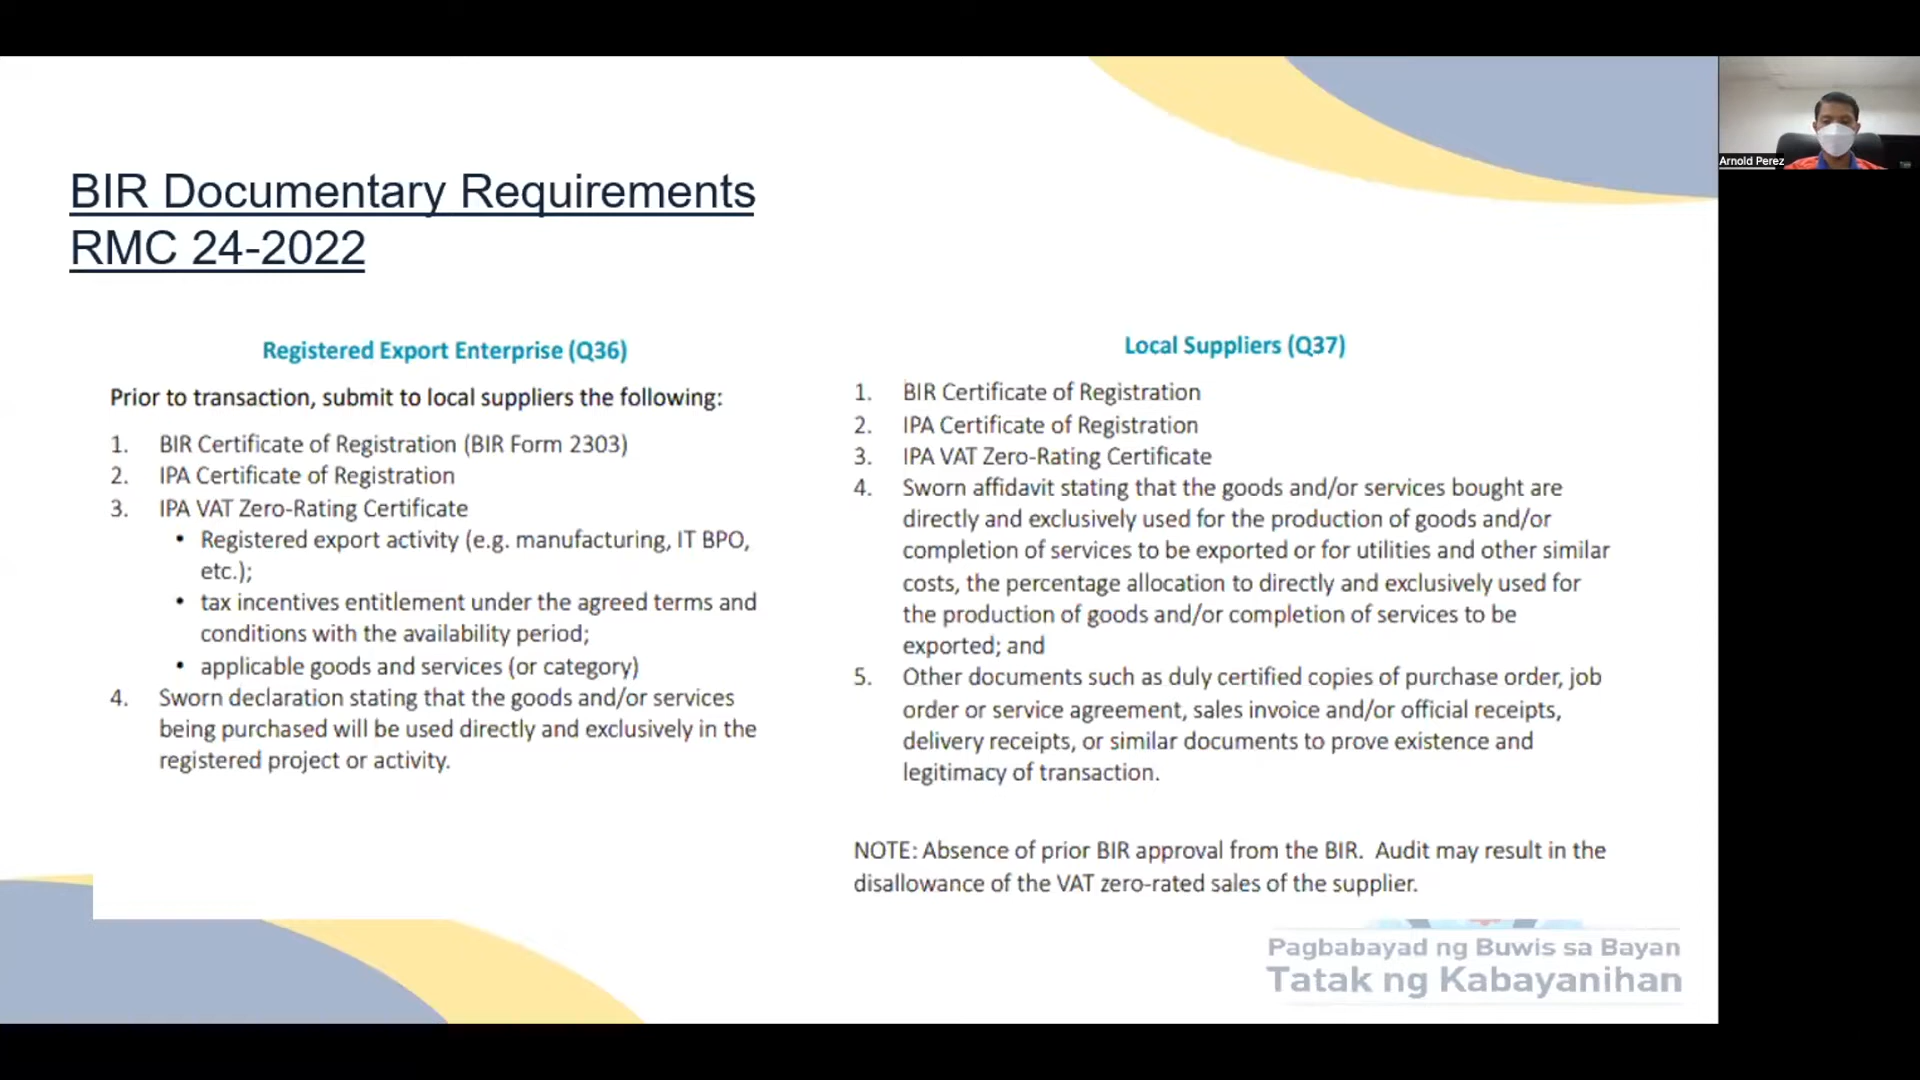 BIR Documentary Requirements
RMC 24-2022
Registered Export Enterprise (Q36)
Prior to transaction, submit to local suppliers the following:
1. BIR Certificate of Registration (BIR Form 2303)
2. IPA Certificate of Registration
3. IPA VAT Zero-Rating Certificate
• Registered export activity (e.g. manufacturing, IT BPO,
etc.);
• tax incentives entitlement under the agreed terms and
conditions with the availability period;
• applicable goods and services (or category)
4. Sworn declaration stating that the goods and/or services
being purchased will be used directly and exclusively in the
registered project or activity.
Local Suppliers (Q37)
1. BIR Certificate of Registration
2. IPA Certificate of Registration
3. IPA VAT Zero-Rating Certificate
4. Sworn affidavit stating that the goods and/or services bought are
directly and exclusively used for the production of goods and/or
completion of services to be exported or for utilities and other similar
costs, the percentage allocation to directly and exclusively used for
the production of goods and/or completion of services to be
exported; and
5. Other documents such as duly certified copies of purchase order, job
order or service agreement, sales invoice and/or official receipts,
delivery receipts, or similar documents to prove existence and
legitimacy of transaction.
NOTE: Absence of prior BIR approval from the BIR. Audit may result in the
disallowance of the VAT zero-rated sales of the supplier.
Pagbabayad ng Buwis sa Bayan
Tatak ng Kabayanihan
Arnold Perez